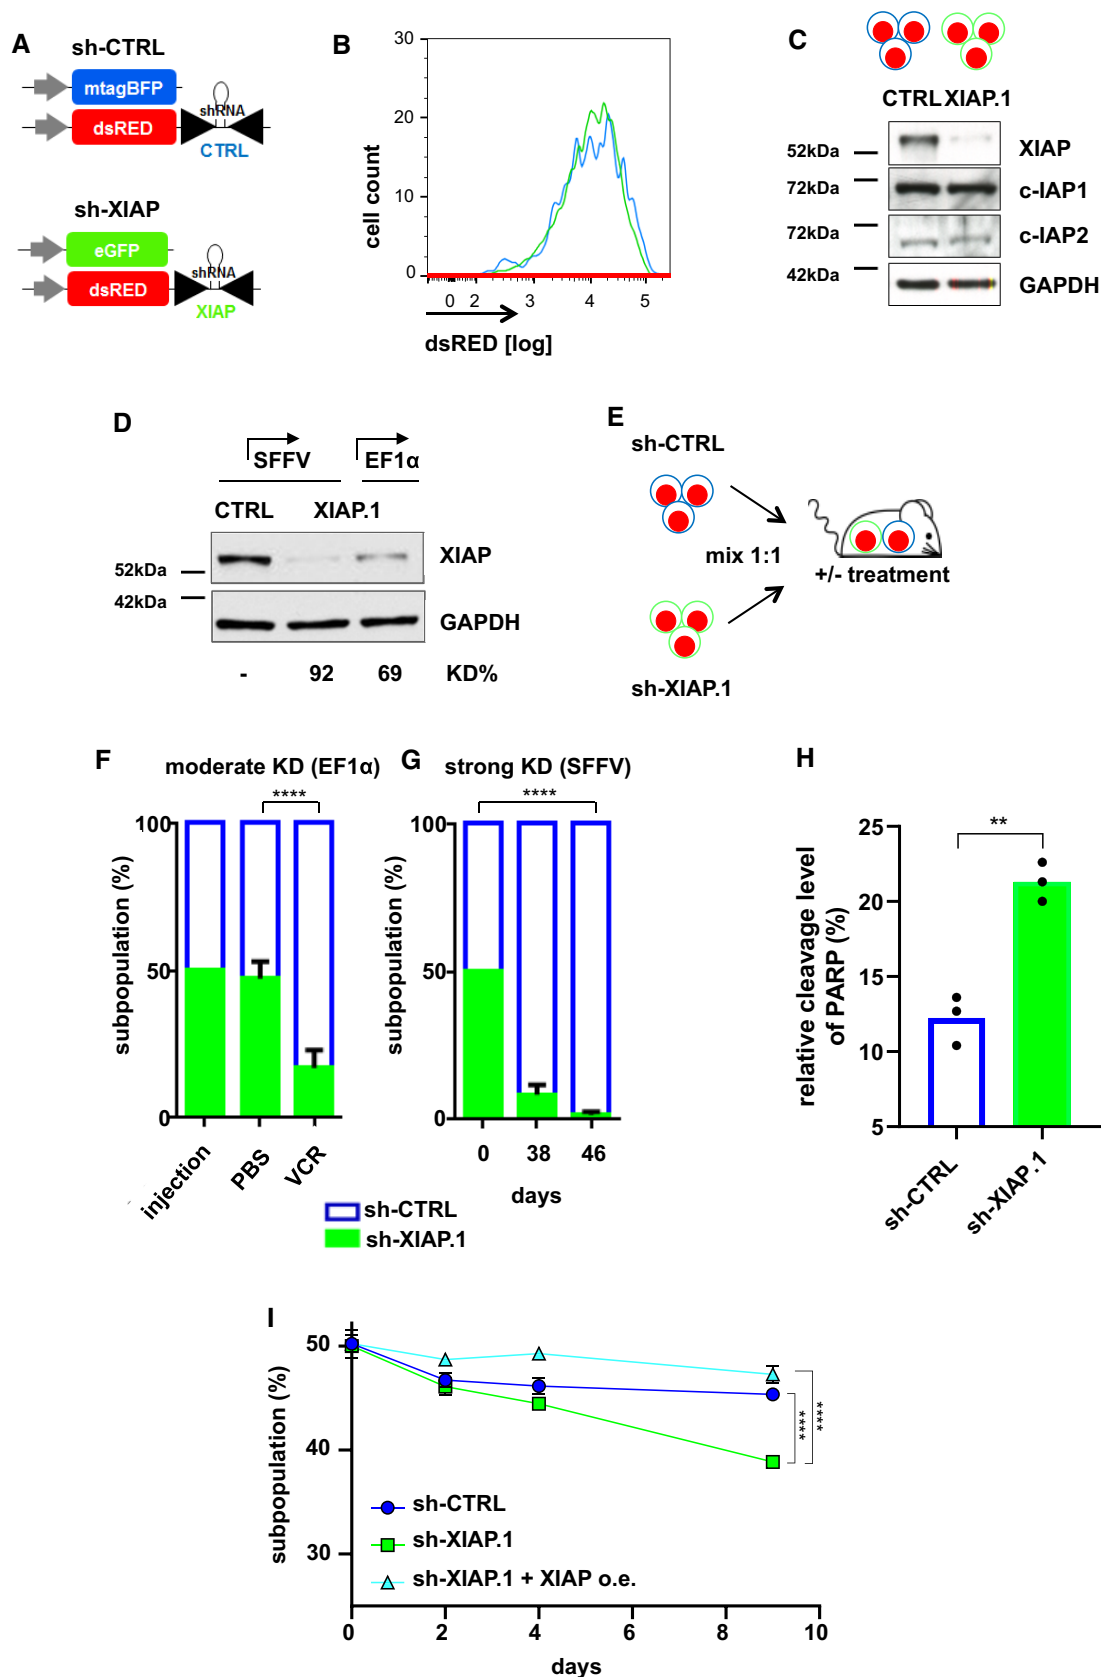 A
sh-CTRL
mtagBFP
dsRED
shRNA
CTRL
sh-XIAP
eGFP
dsRED
shRNA
XIAP
B
30
20
10
0
cell count
0 2 3 4 5
dsRED [log]
C
CTRL XIAP.1
52kDa
XIAP
72kDa
c-IAP1
72kDa
c-IAP2
42kDa
GAPDH
D
SFFV
EF1α
CTRL XIAP.1
52kDa
XIAP
42kDa
GAPDH
- 92 69 KD%
E
sh-CTRL
mix 1:1
+/- treatment
sh-XIAP.1
F
moderate KD (EF1α)
****
100
50
0
subpopulation (%)
injection
PBS
VCR
G
strong KD (SFFV)
****
100
50
0
subpopulation (%)
0 38 46
days
sh-CTRL
sh-XIAP.1
H
**
25
20
15
10
5
relative cleavage level
of PARP (%)
sh-CTRL
sh-XIAP.1
I
50
40
30
subpopulation (%)
****
****
sh-CTRL
sh-XIAP.1
sh-XIAP.1 + XIAP o.e.
0 2 4 6 8 10
days